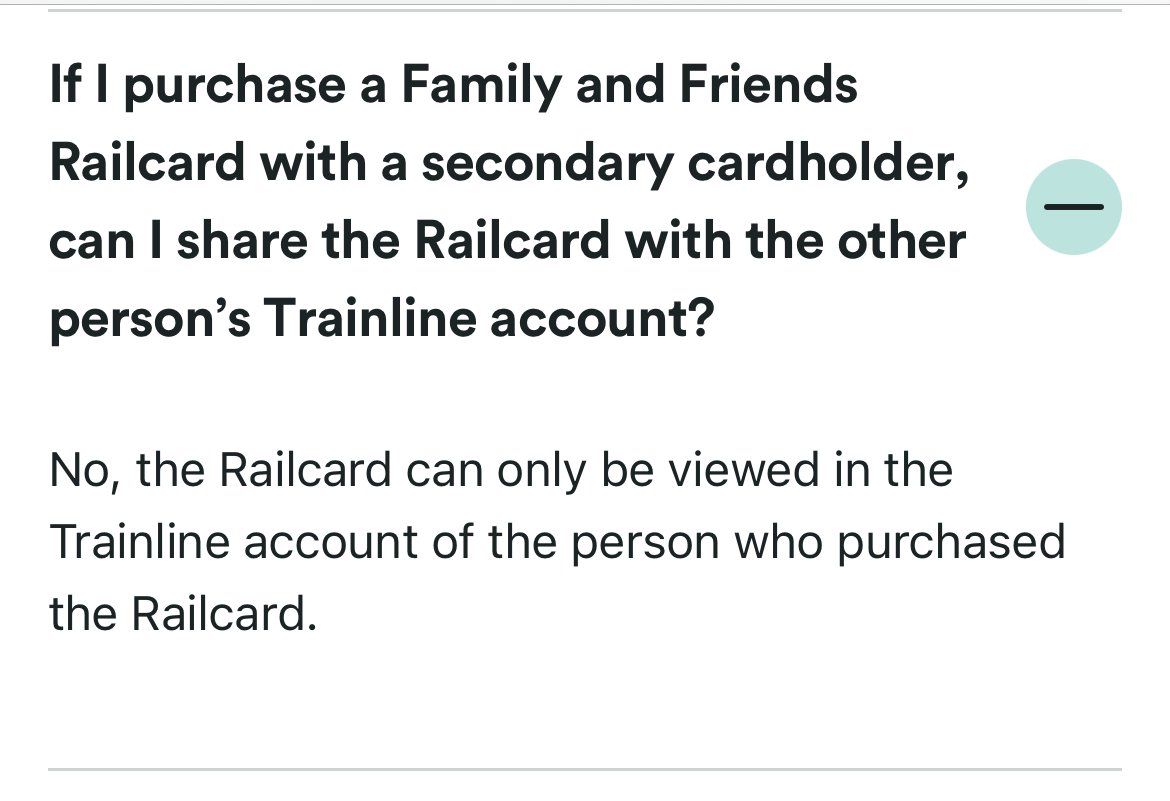 If I purchase a Family and Friends
Railcard with a secondary cardholder,
can I share the Railcard with the other
person’s Trainline account?
No, the Railcard can only be viewed in the
Trainline account of the person who purchased
the Railcard.